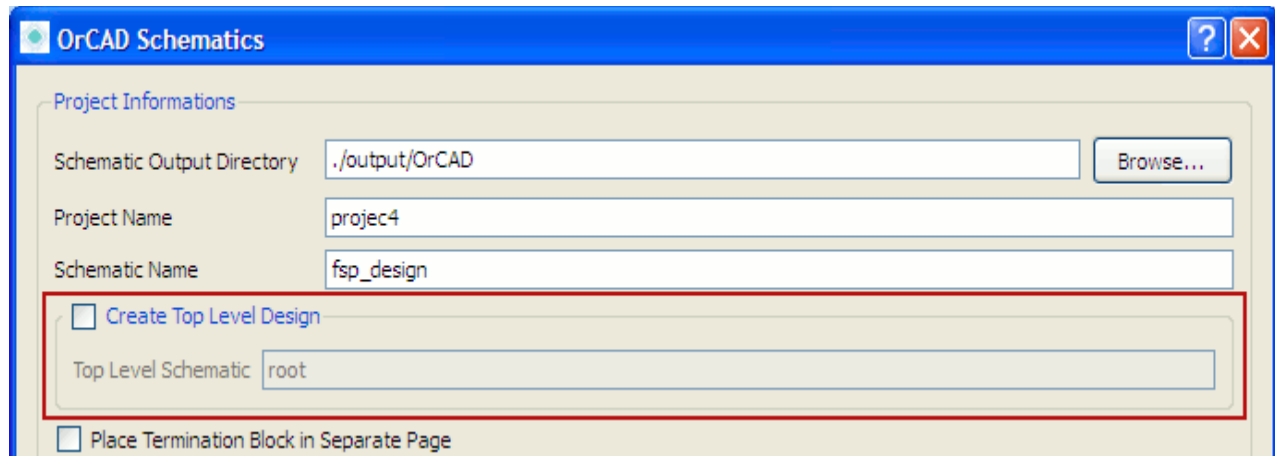 OrCAD Schematics
Project Informations
Schematic Output Directory ./output/OrCAD Browse...
Project Name projec4
Schematic Name fsp_design
Create Top Level Design
Top Level Schematic root
Place Termination Block in Separate Page